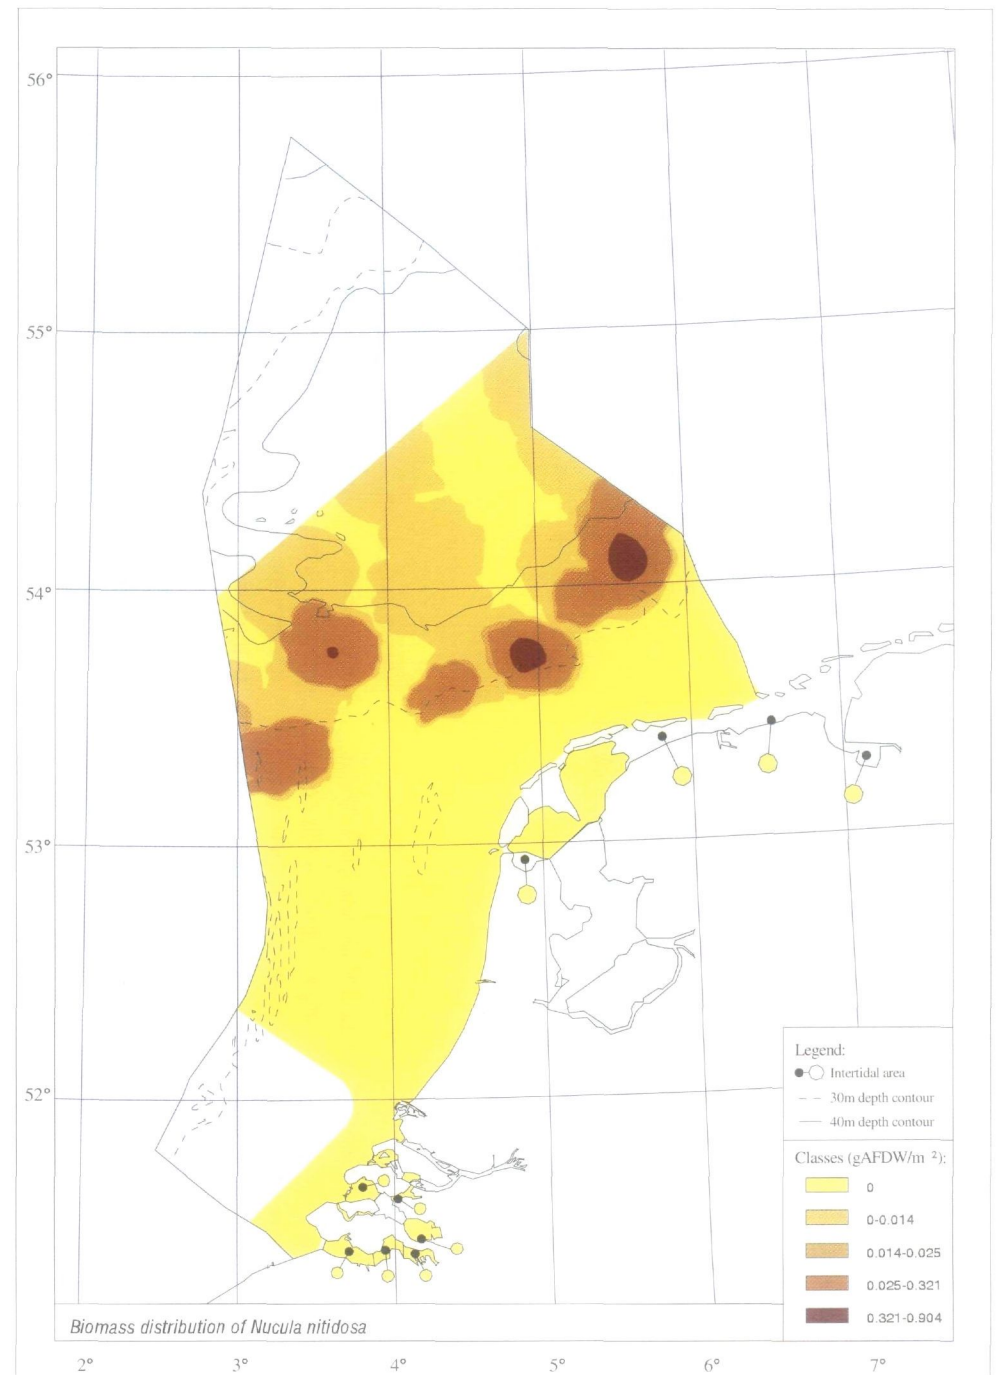 56°
55°
54°
53°
52°
Legend:
Intertidal area
30m depth contour
40m depth contour
Classes (gAFDW/m ²):
0
0-0.014
0.014-0.025
0.025-0.321
0.321-0.904
Biomass distribution of Nucula nitidosa
2° 3° 4° 5° 6° 7°